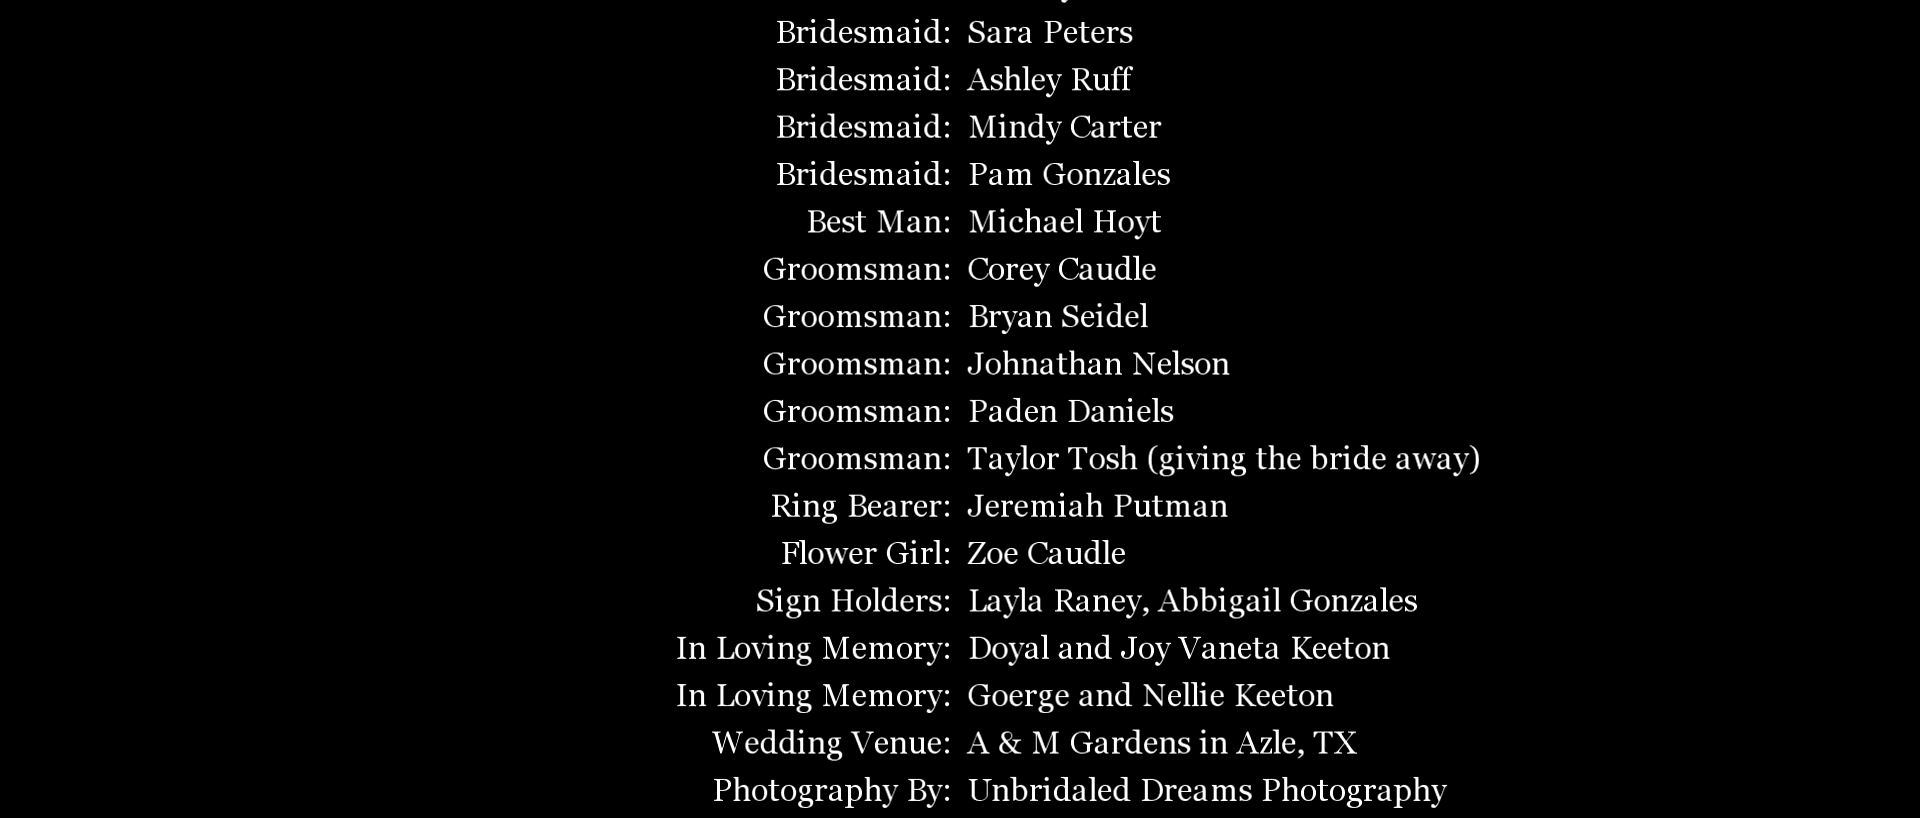 Bridesmaid: Sara Peters
Bridesmaid: Ashley Ruff
Bridesmaid: Mindy Carter
Bridesmaid: Pam Gonzales
Best Man: Michael Hoyt
Groomsman: Corey Caudle
Groomsman: Bryan Seidel
Groomsman: Johnathan Nelson
Groomsman: Paden Daniels
Groomsman: Taylor Tosh (giving the bride away)
Ring Bearer: Jeremiah Putman
Flower Girl: Zoe Caudle
Sign Holders: Layla Raney, Abbigail Gonzales
In Loving Memory: Doyal and Joy Vaneta Keeton
In Loving Memory: Goerge and Nellie Keeton
Wedding Venue: A & M Gardens in Azle, TX
Photography By: Unbridaled Dreams Photography